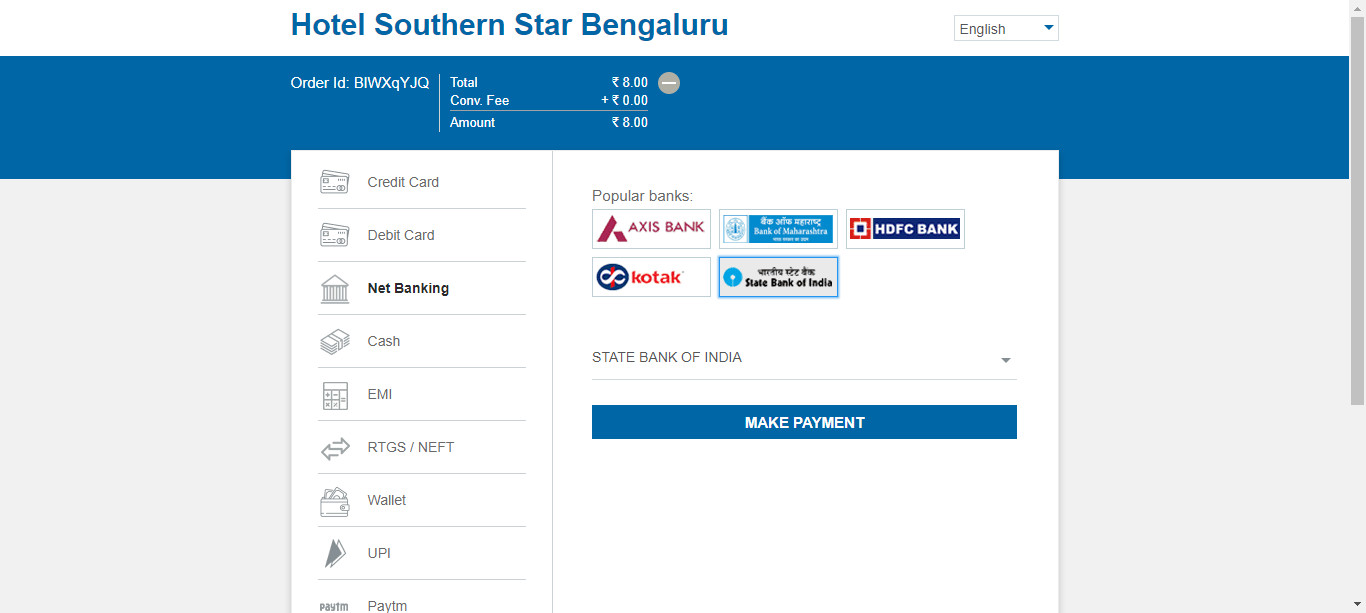 Hotel Southern Star Bengaluru
English
Order Id: BIWXqYJQ
Total ₹ 8.00
Conv. Fee + ₹ 0.00
Amount ₹ 8.00
Credit Card
Debit Card
Net Banking
Cash
EMI
RTGS / NEFT
Wallet
UPI
paytm Paytm
Popular banks:
AXIS BANK
बैंक ऑफ महाराष्ट्र
Bank of Maharashtra
HDFC BANK
kotak
भारतीय स्टेट बैंक
State Bank of India
STATE BANK OF INDIA
MAKE PAYMENT